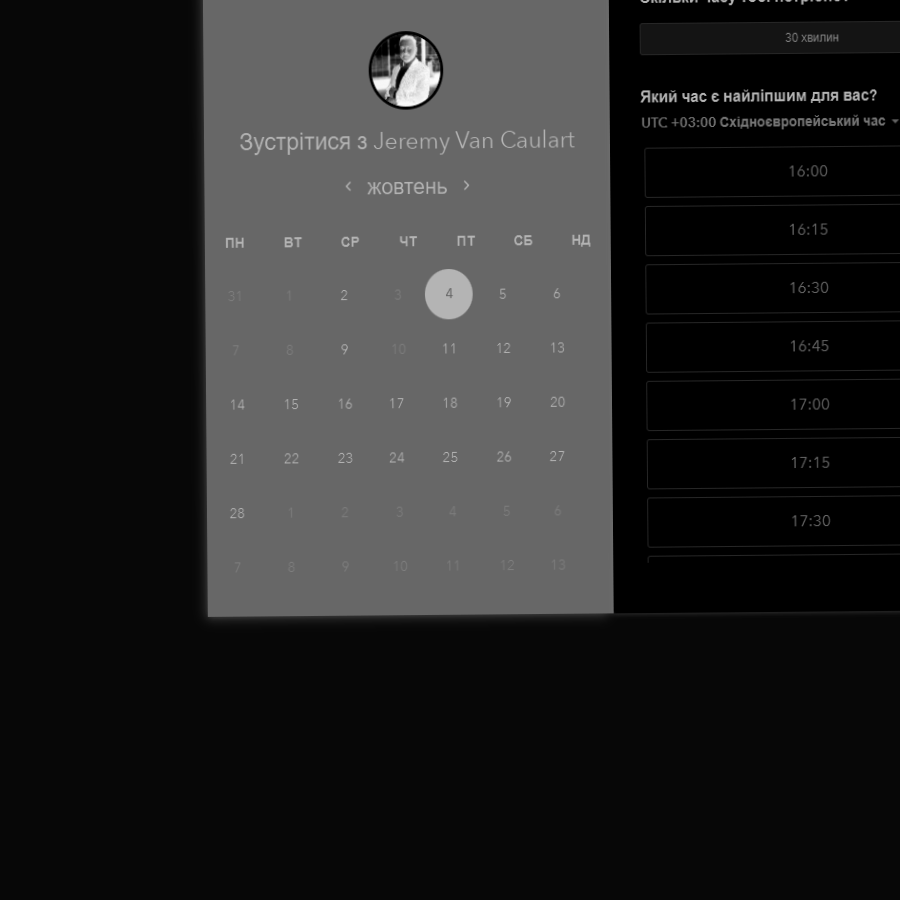 Зустрітися з Jeremy Van Caulart
жовтень
ПН ВТ СР ЧТ ПТ СБ НД
31 1 2 3 4 5 6
7 8 9 10 11 12 13
14 15 16 17 18 19 20
21 22 23 24 25 26 27
28 1 2 3 4 5 6
7 8 9 10 11 12 13
30 хвилин
Який час є найліпшим для вас?
UTC +03:00 Східноєвропейський час
16:00
16:15
16:30
16:45
17:00
17:15
17:30